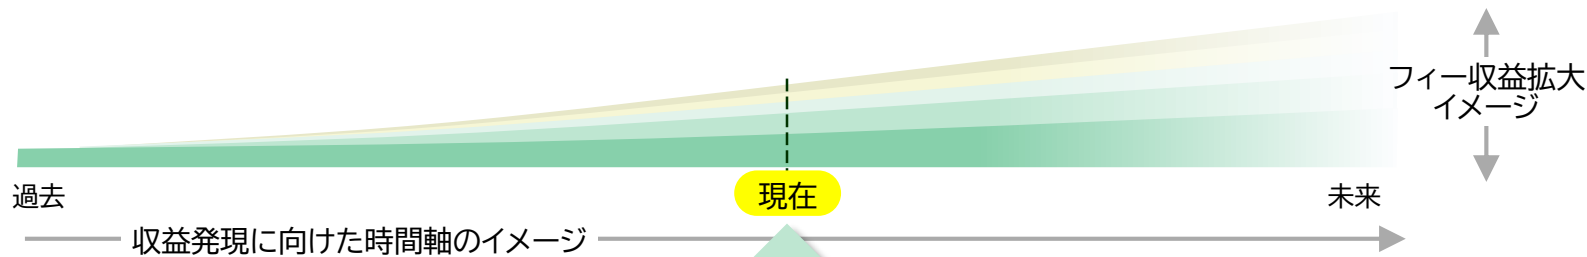 フィー収益拡大
イメージ
過去
現在
未来
収益発現に向けた時間軸のイメージ